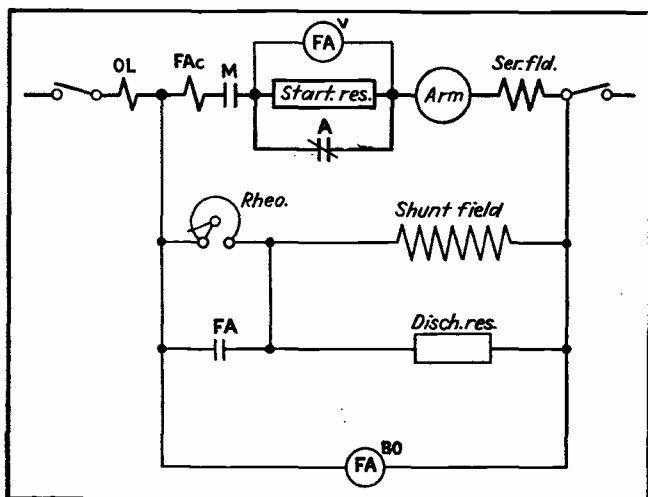 OL
FAc
M
FA V
Start. res.
A
Arm
Ser. fld.
Rheo.
Shunt field
FA
Disch. res.
FA BO